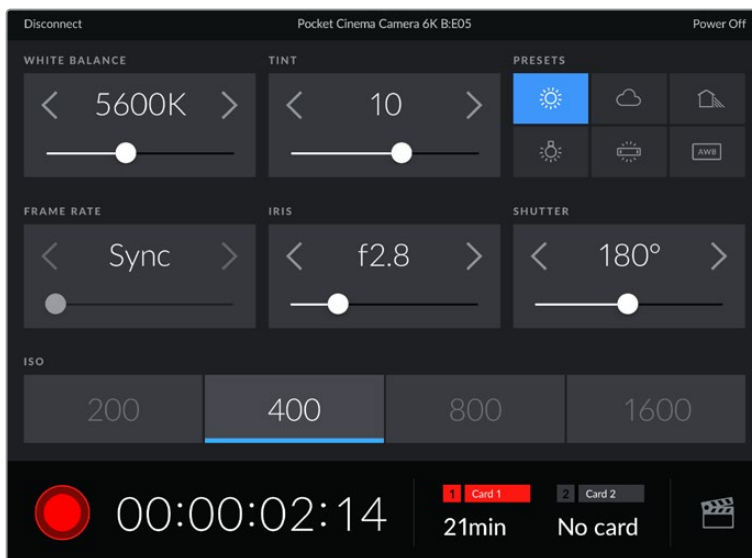 Disconnect Pocket Cinema Camera 6K B:E05 Power Off
WHITE BALANCE TINT PRESETS
5600K 10
AWB
FRAME RATE IRIS SHUTTER
Sync f2.8 180°
ISO
200 400 800 1600
1 Card 1 2 Card 2
00:00:02:14 21min No card